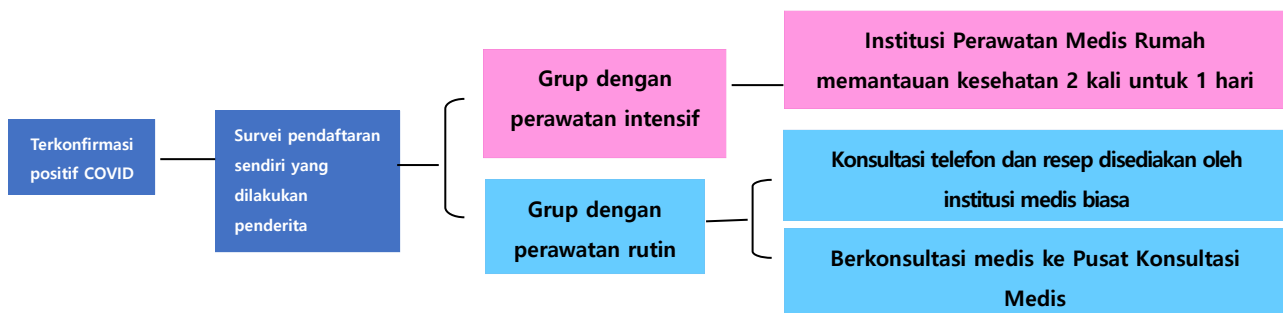 Terkonfirmasi
positif COVID
Survei pendaftaran
sendiri yang
dilakukan
penderita
Grup dengan
perawatan intensif
Institusi Perawatan Medis Rumah
memantauan kesehatan 2 kali untuk 1 hari
Grup dengan
perawatan rutin
Konsultasi telefon dan resep disediakan oleh
institusi medis biasa
Berkonsultasi medis ke Pusat Konsultasi
Medis